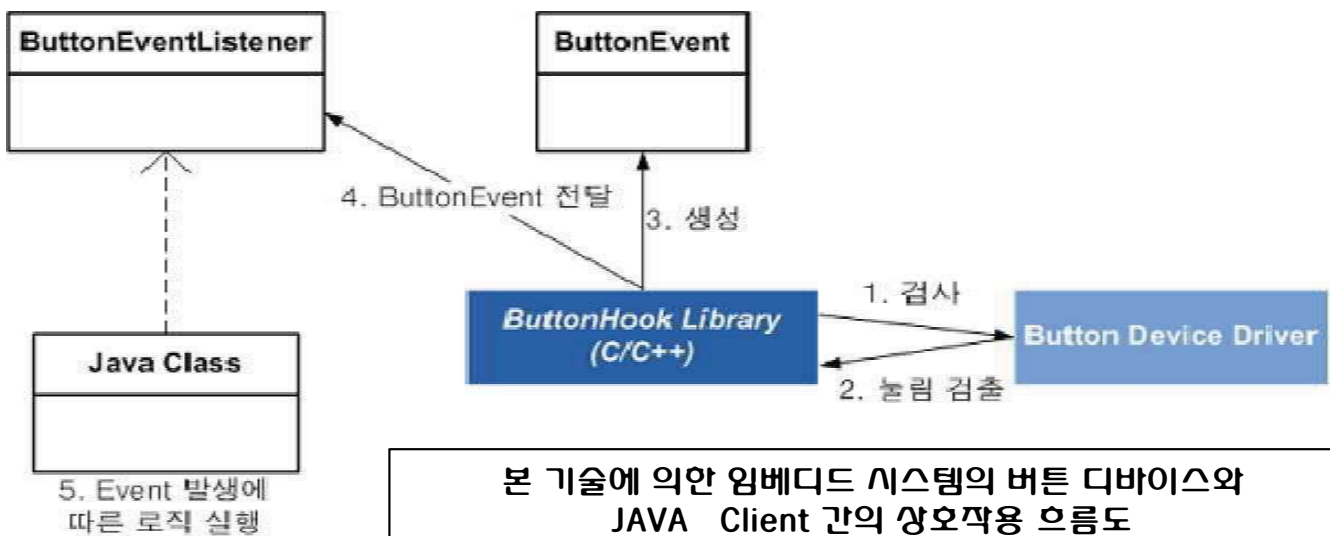 ButtonEventListener
ButtonEvent
4. ButtonEvent 전달
3. 생성
ButtonHook Library
(C/C++)
1. 검사
Button Device Driver
2. 눌림 검출
Java Class
5. Event 발생에
따른 로직 실행
본 기술에 의한 임베디드 시스템의 버튼 디바이스와
JAVA Client 간의 상호작용 흐름도